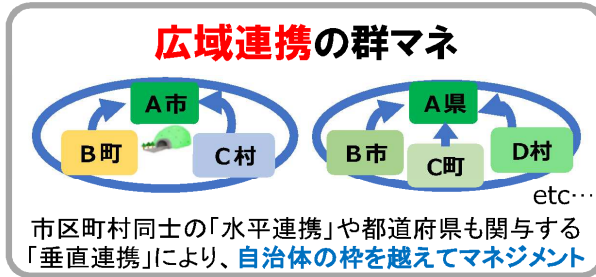 広域連携の群マネ
A市
B町
C村
A県
B市
C町
D村
etc…
市区町村同士の「水平連携」や都道府県も関与する
「垂直連携」により、自治体の枠を越えてマネジメント